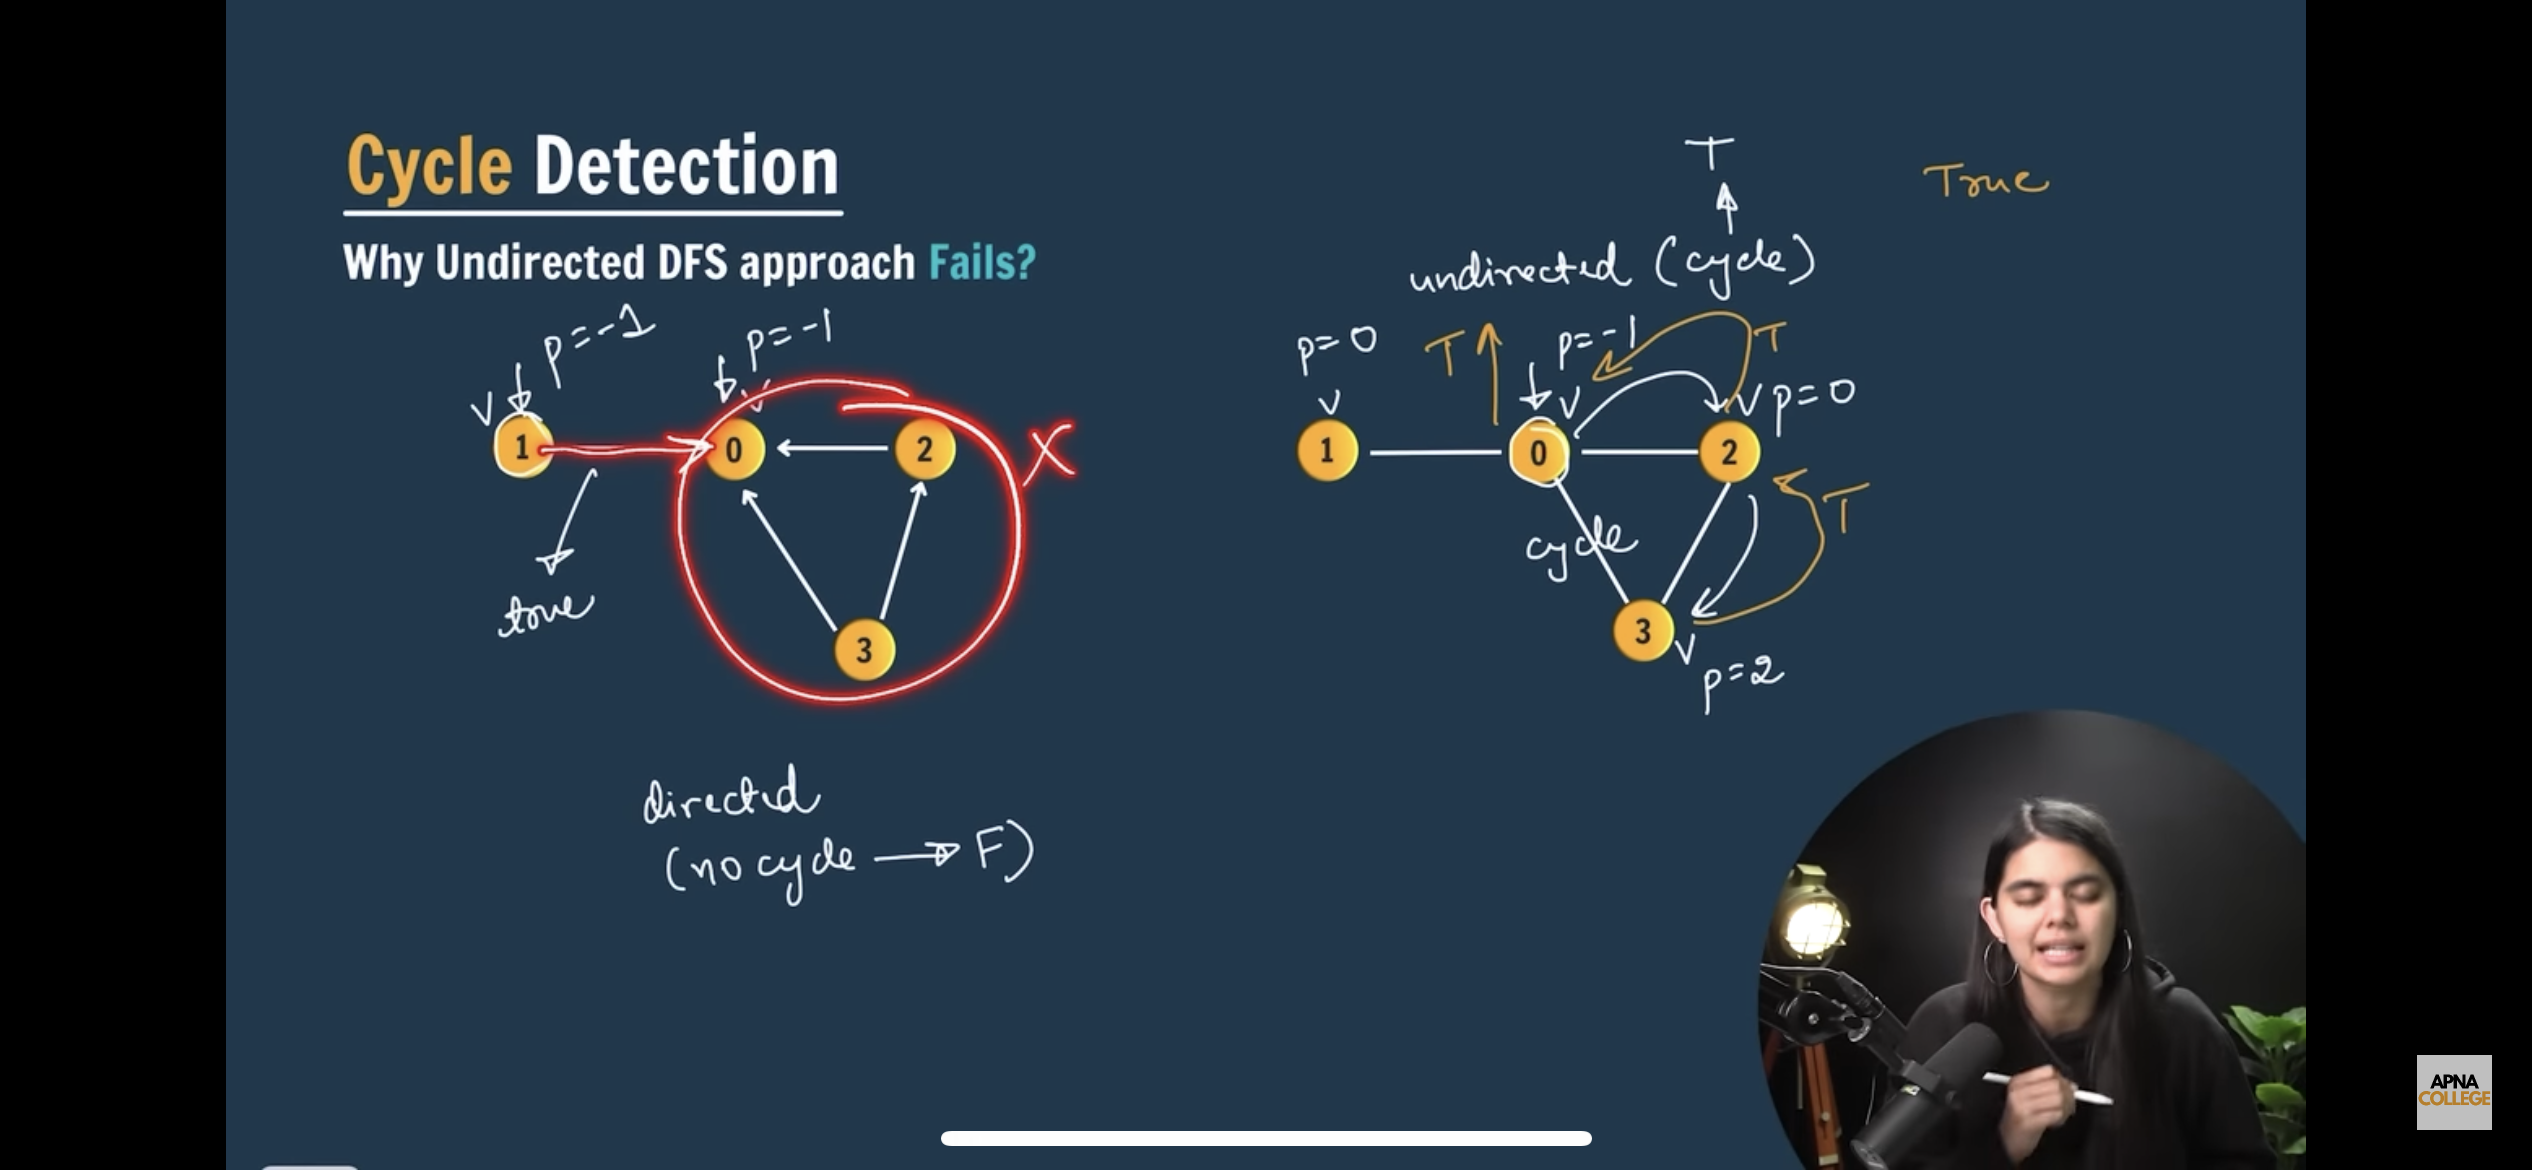 Cycle Detection
Why Undirected DFS approach Fails?
p=-1
p=-1
v
v
1
0
2
X
true
3
directed
(no cycle → F)
T
True
undirected (cycle)
p=0
T
p=-1
T
v
v
v p=0
1
0
2
cycle
T
3
v
p=2
APNA
COLLEGE